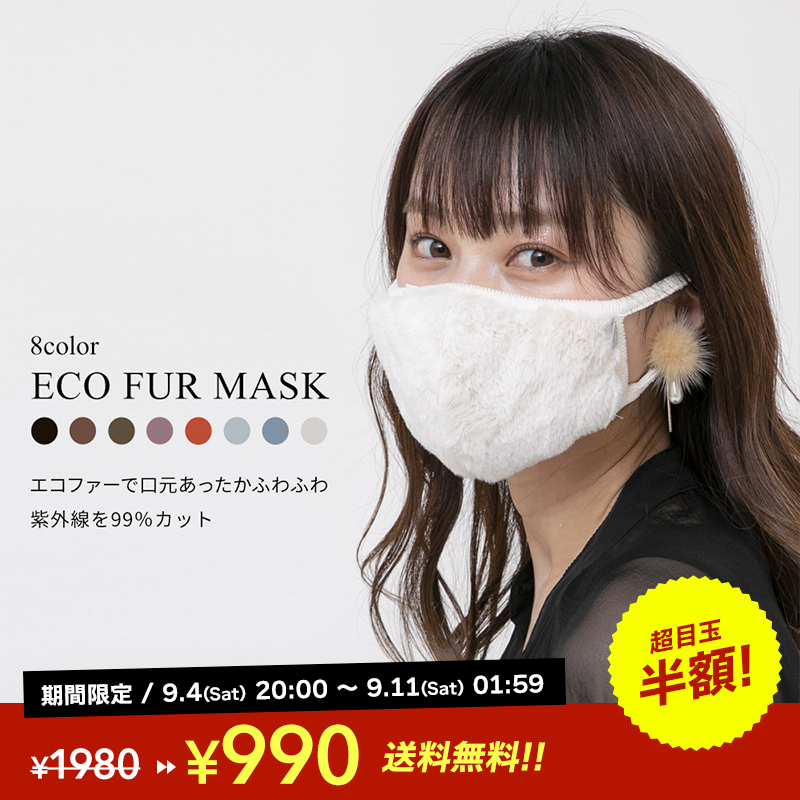 8color
ECO FUR MASK
エコファーで口元あったかふわふわ
紫外線を99%カット
超目玉
半額!
期間限定 / 9.4(Sat) 20:00 〜 9.11(Sat) 01:59
¥1980 ¥990 送料無料!!